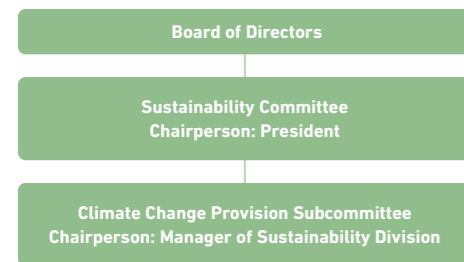 Board of Directors
Sustainability Committee
Chairperson: President
Climate Change Provision Subcommittee
Chairperson: Manager of Sustainability Division